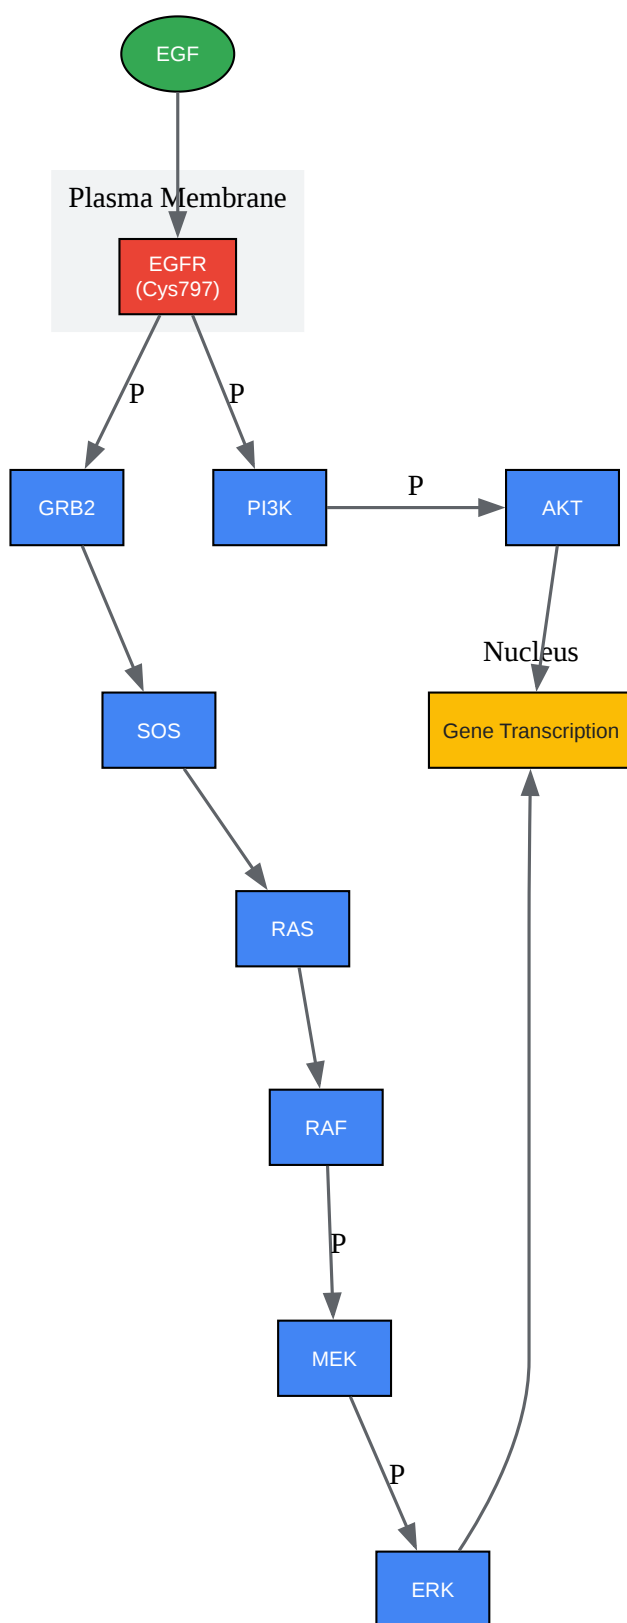 EGF
Plasma Membrane
EGFR
(Cys797)
P
P
GRB2
PI3K
P
AKT
Nucleus
SOS
Gene Transcription
RAS
RAF
P
MEK
P
ERK